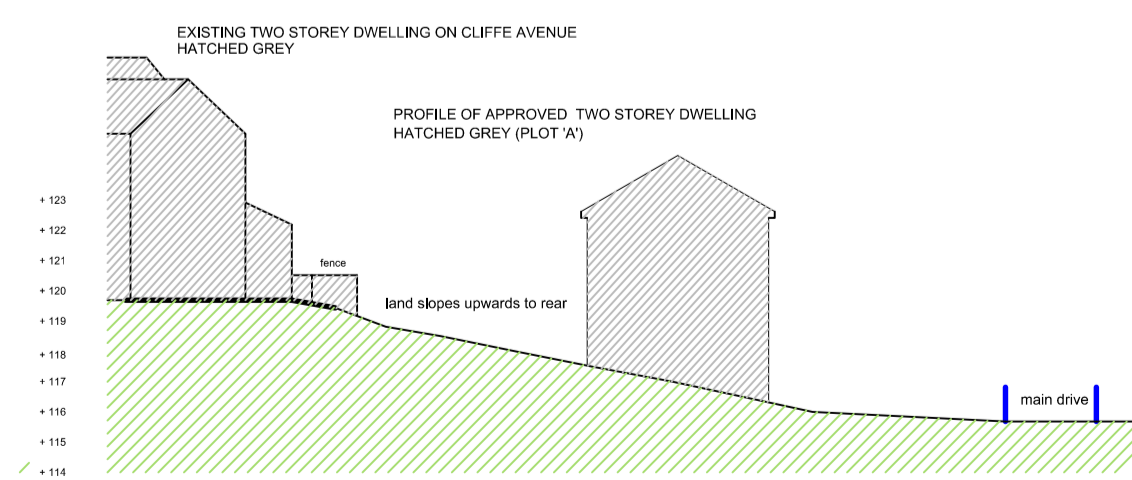 EXISTING TWO STOREY DWELLING ON CLIFFE AVENUE
HATCHED GREY
PROFILE OF APPROVED TWO STOREY DWELLING
HATCHED GREY (PLOT 'A')
+ 123
+ 122
+ 121
+ 120
+ 119
+ 118
+ 117
+ 116
+ 115
+ 114
fence
land slopes upwards to rear
main drive